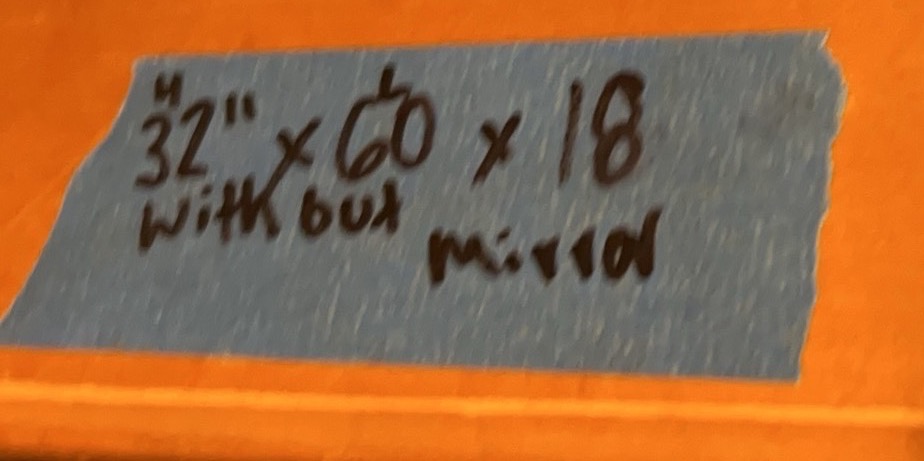 H L
32" x 60 x 18
without
mirror